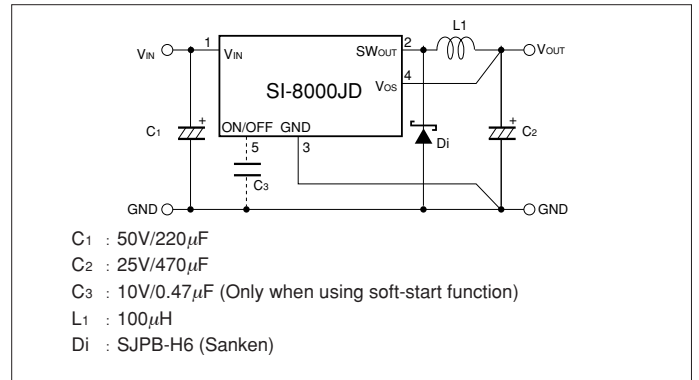 L1
VIN 1 VIN SWOUT 2 VOUT
VOS 4
SI-8000JD
C1 + ON/OFF GND Di + C2
5 3
C3
GND GND
C1 : 50V/220μF
C2 : 25V/470μF
C3 : 10V/0.47μF (Only when using soft-start function)
L1 : 100μH
Di : SJPB-H6 (Sanken)